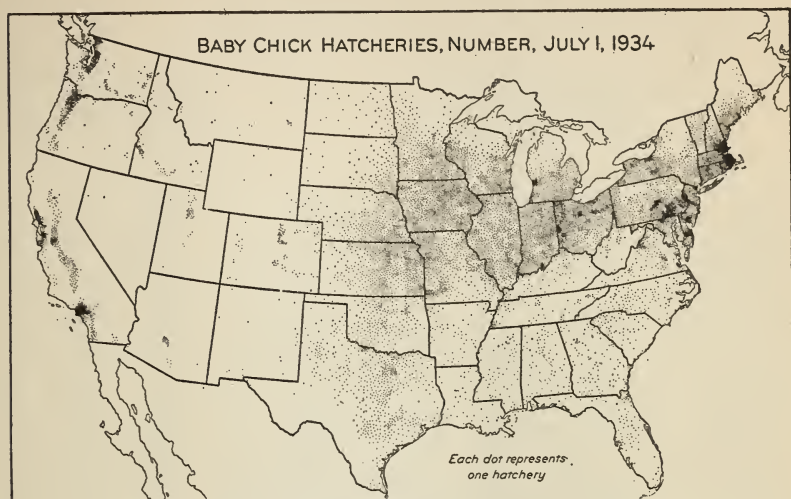 BABY CHICK HATCHERIES, NUMBER, JULY 1, 1934
Each dot represents
one hatchery